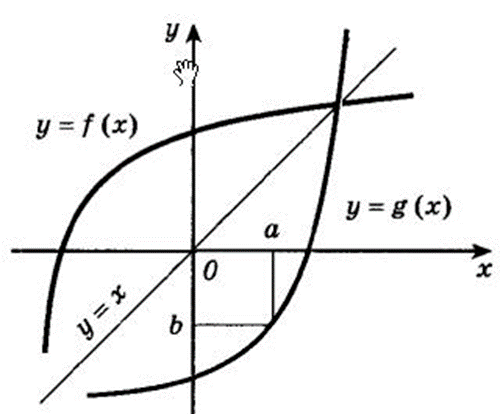 y
y = f (x)
y = g (x)
a
0
x
y = x
b